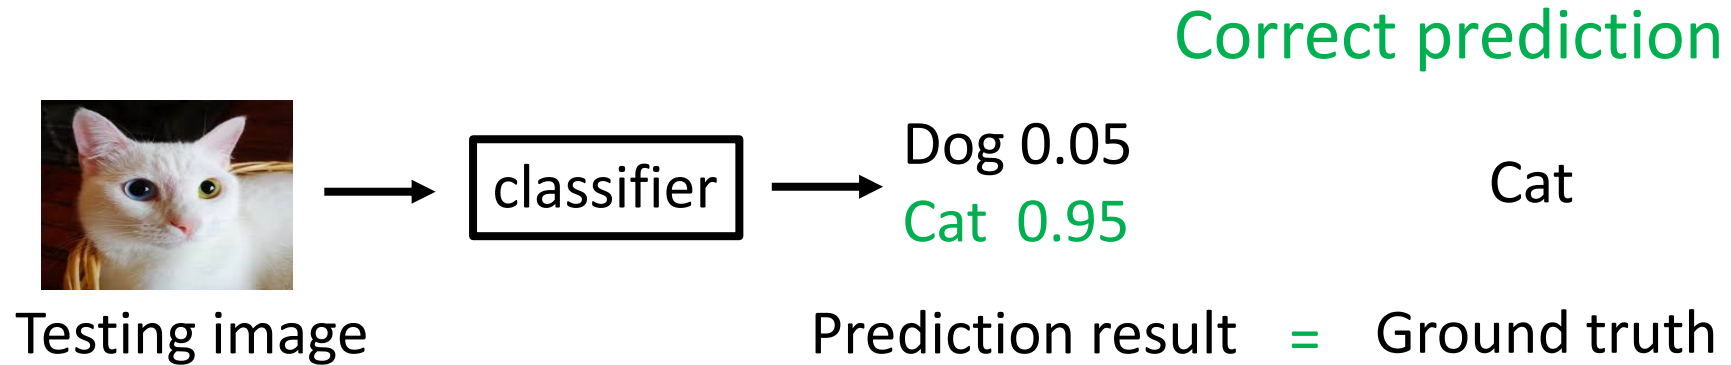 Correct prediction
classifier
Dog 0.05
Cat 0.95
Cat
Testing image
Prediction result = Ground truth